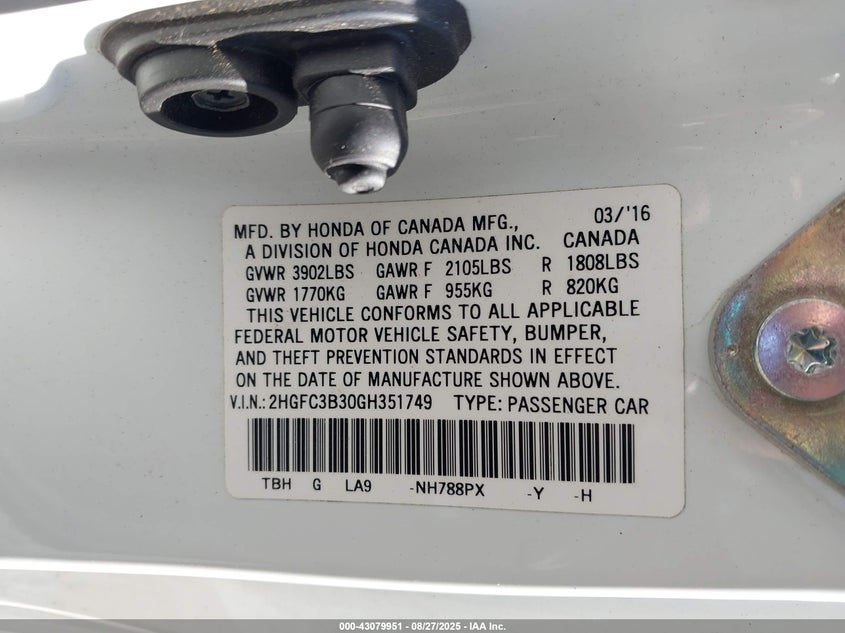 MFD. BY HONDA OF CANADA MFG., 03/'16
A DIVISION OF HONDA CANADA INC. CANADA
GVWR 3902LBS GAWR F 2105LBS R 1808LBS
GVWR 1770KG GAWR F 955KG R 820KG
THIS VEHICLE CONFORMS TO ALL APPLICABLE
FEDERAL MOTOR VEHICLE SAFETY, BUMPER,
AND THEFT PREVENTION STANDARDS IN EFFECT
ON THE DATE OF MANUFACTURE SHOWN ABOVE.
V.I.N.: 2HGFC3B30GH351749 TYPE: PASSENGER CAR
TBH G LA9 -NH788PX -Y -H
000-43079951 - 08/27/2025 - IAA Inc.